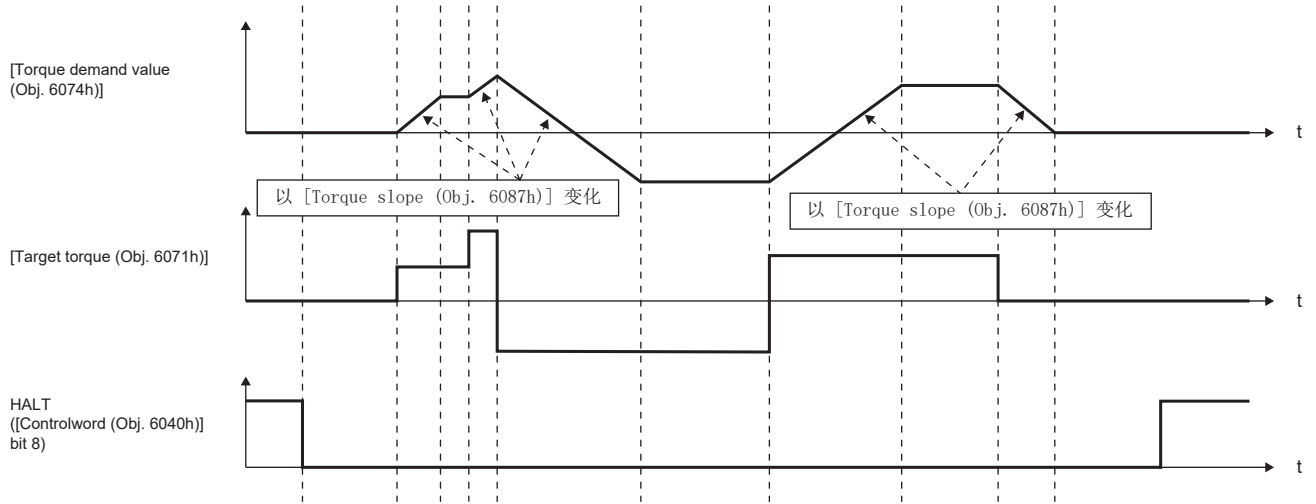 [Torque demand value
(Obj. 6074h)]
t
以 [Torque slope (Obj. 6087h)] 变化
以 [Torque slope (Obj. 6087h)] 变化
[Target torque (Obj. 6071h)]
t
HALT
([Controlword (Obj. 6040h)]
bit 8)
t